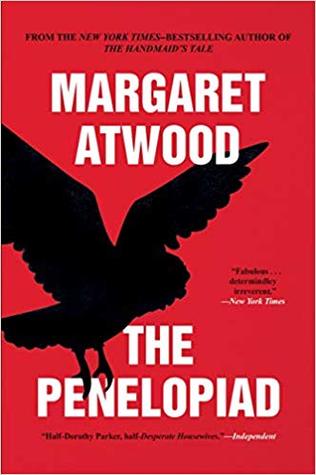 FROM THE NEW YORK TIMES–BESTSELLING AUTHOR OF
THE HANDMAID'S TALE
MARGARET
ATWOOD
"Fabulous . . .
determindley
irreverent."
—New York Times
THE
PENELOPIAD
"Half-Dorothy Parker, half-Desperate Housewives."—Independent